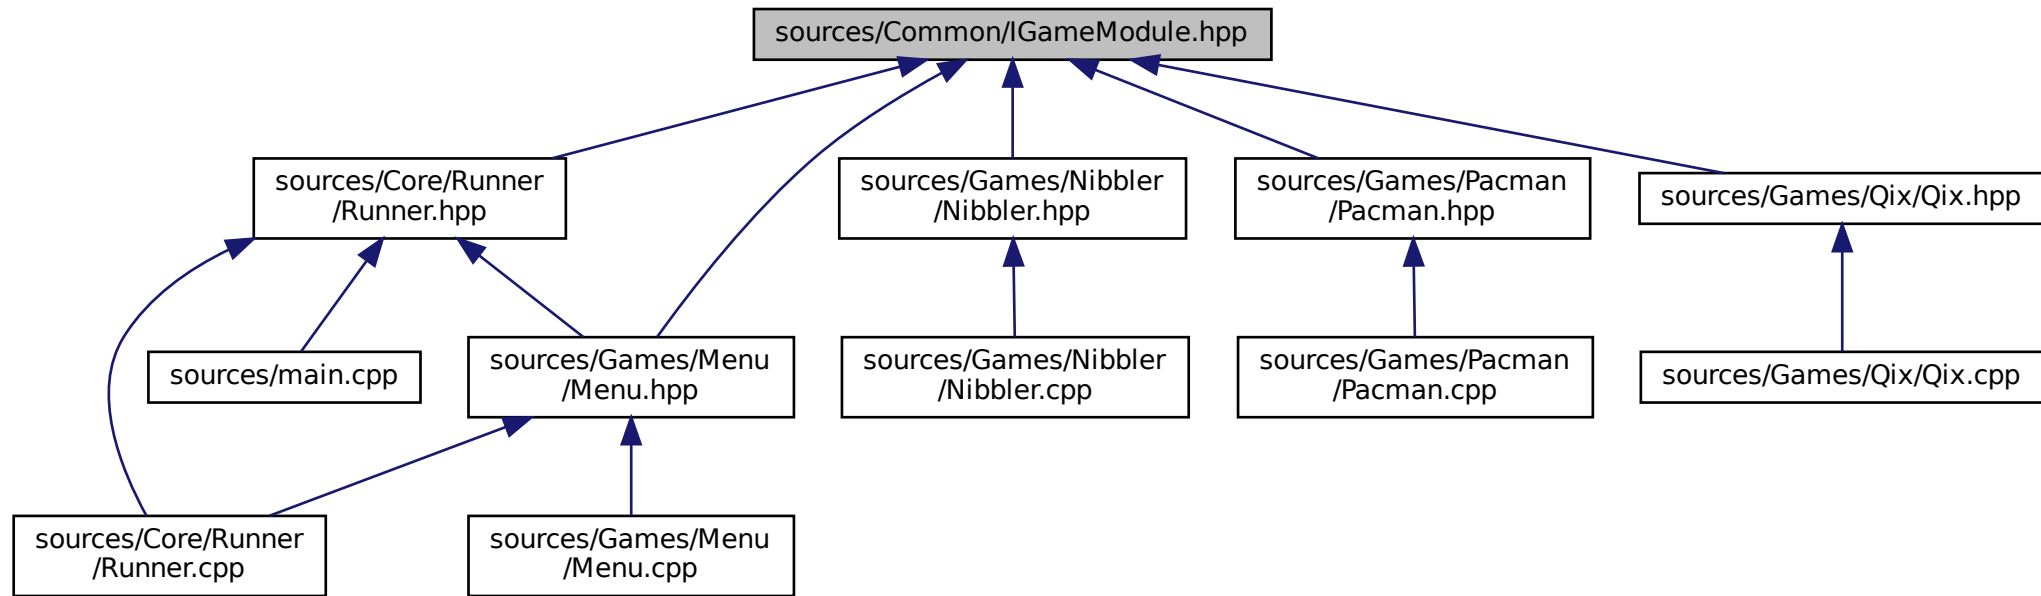 sources/Common/IGameModule.hpp
sources/Core/Runner
/Runner.hpp
sources/Games/Nibbler
/Nibbler.hpp
sources/Games/Pacman
/Pacman.hpp
sources/Games/Qix/Qix.hpp
sources/main.cpp
sources/Games/Menu
/Menu.hpp
sources/Games/Nibbler
/Nibbler.cpp
sources/Games/Pacman
/Pacman.cpp
sources/Games/Qix/Qix.cpp
sources/Core/Runner
/Runner.cpp
sources/Games/Menu
/Menu.cpp